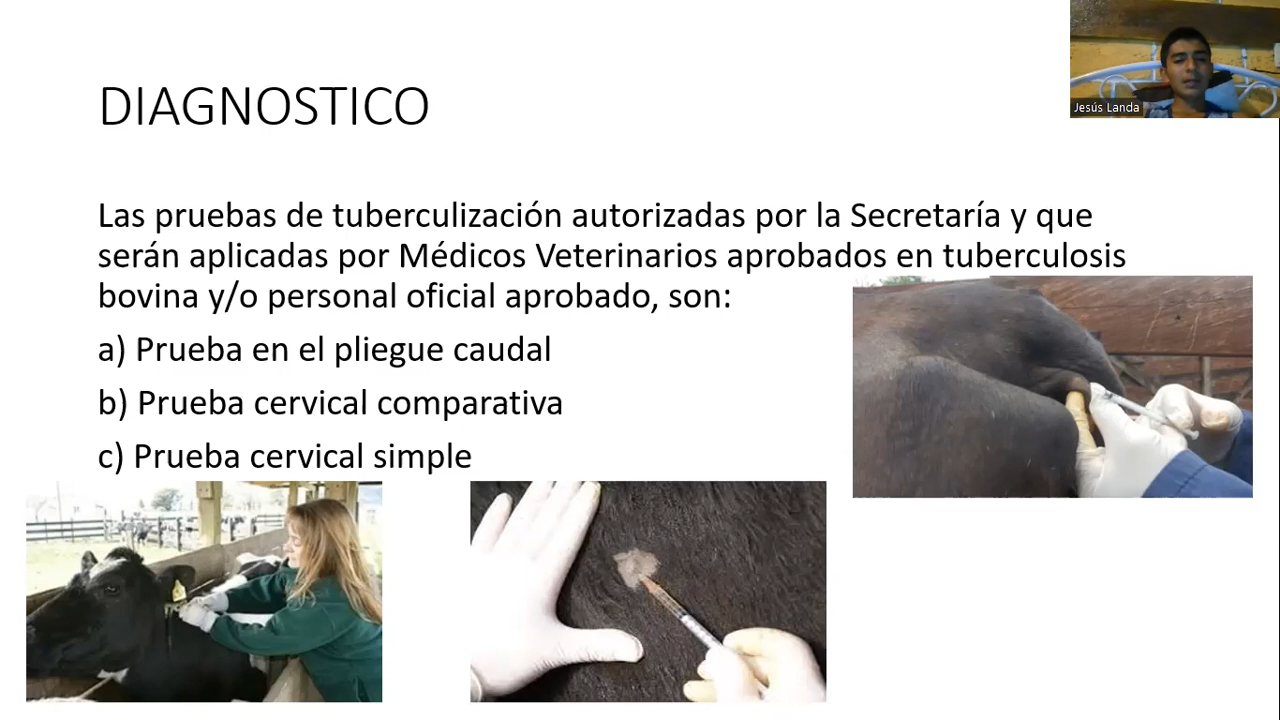 DIAGNOSTICO
Jesús Landa
Las pruebas de tuberculización autorizadas por la Secretaría y que
serán aplicadas por Médicos Veterinarios aprobados en tuberculosis
bovina y/o personal oficial aprobado, son:
a) Prueba en el pliegue caudal
b) Prueba cervical comparativa
c) Prueba cervical simple